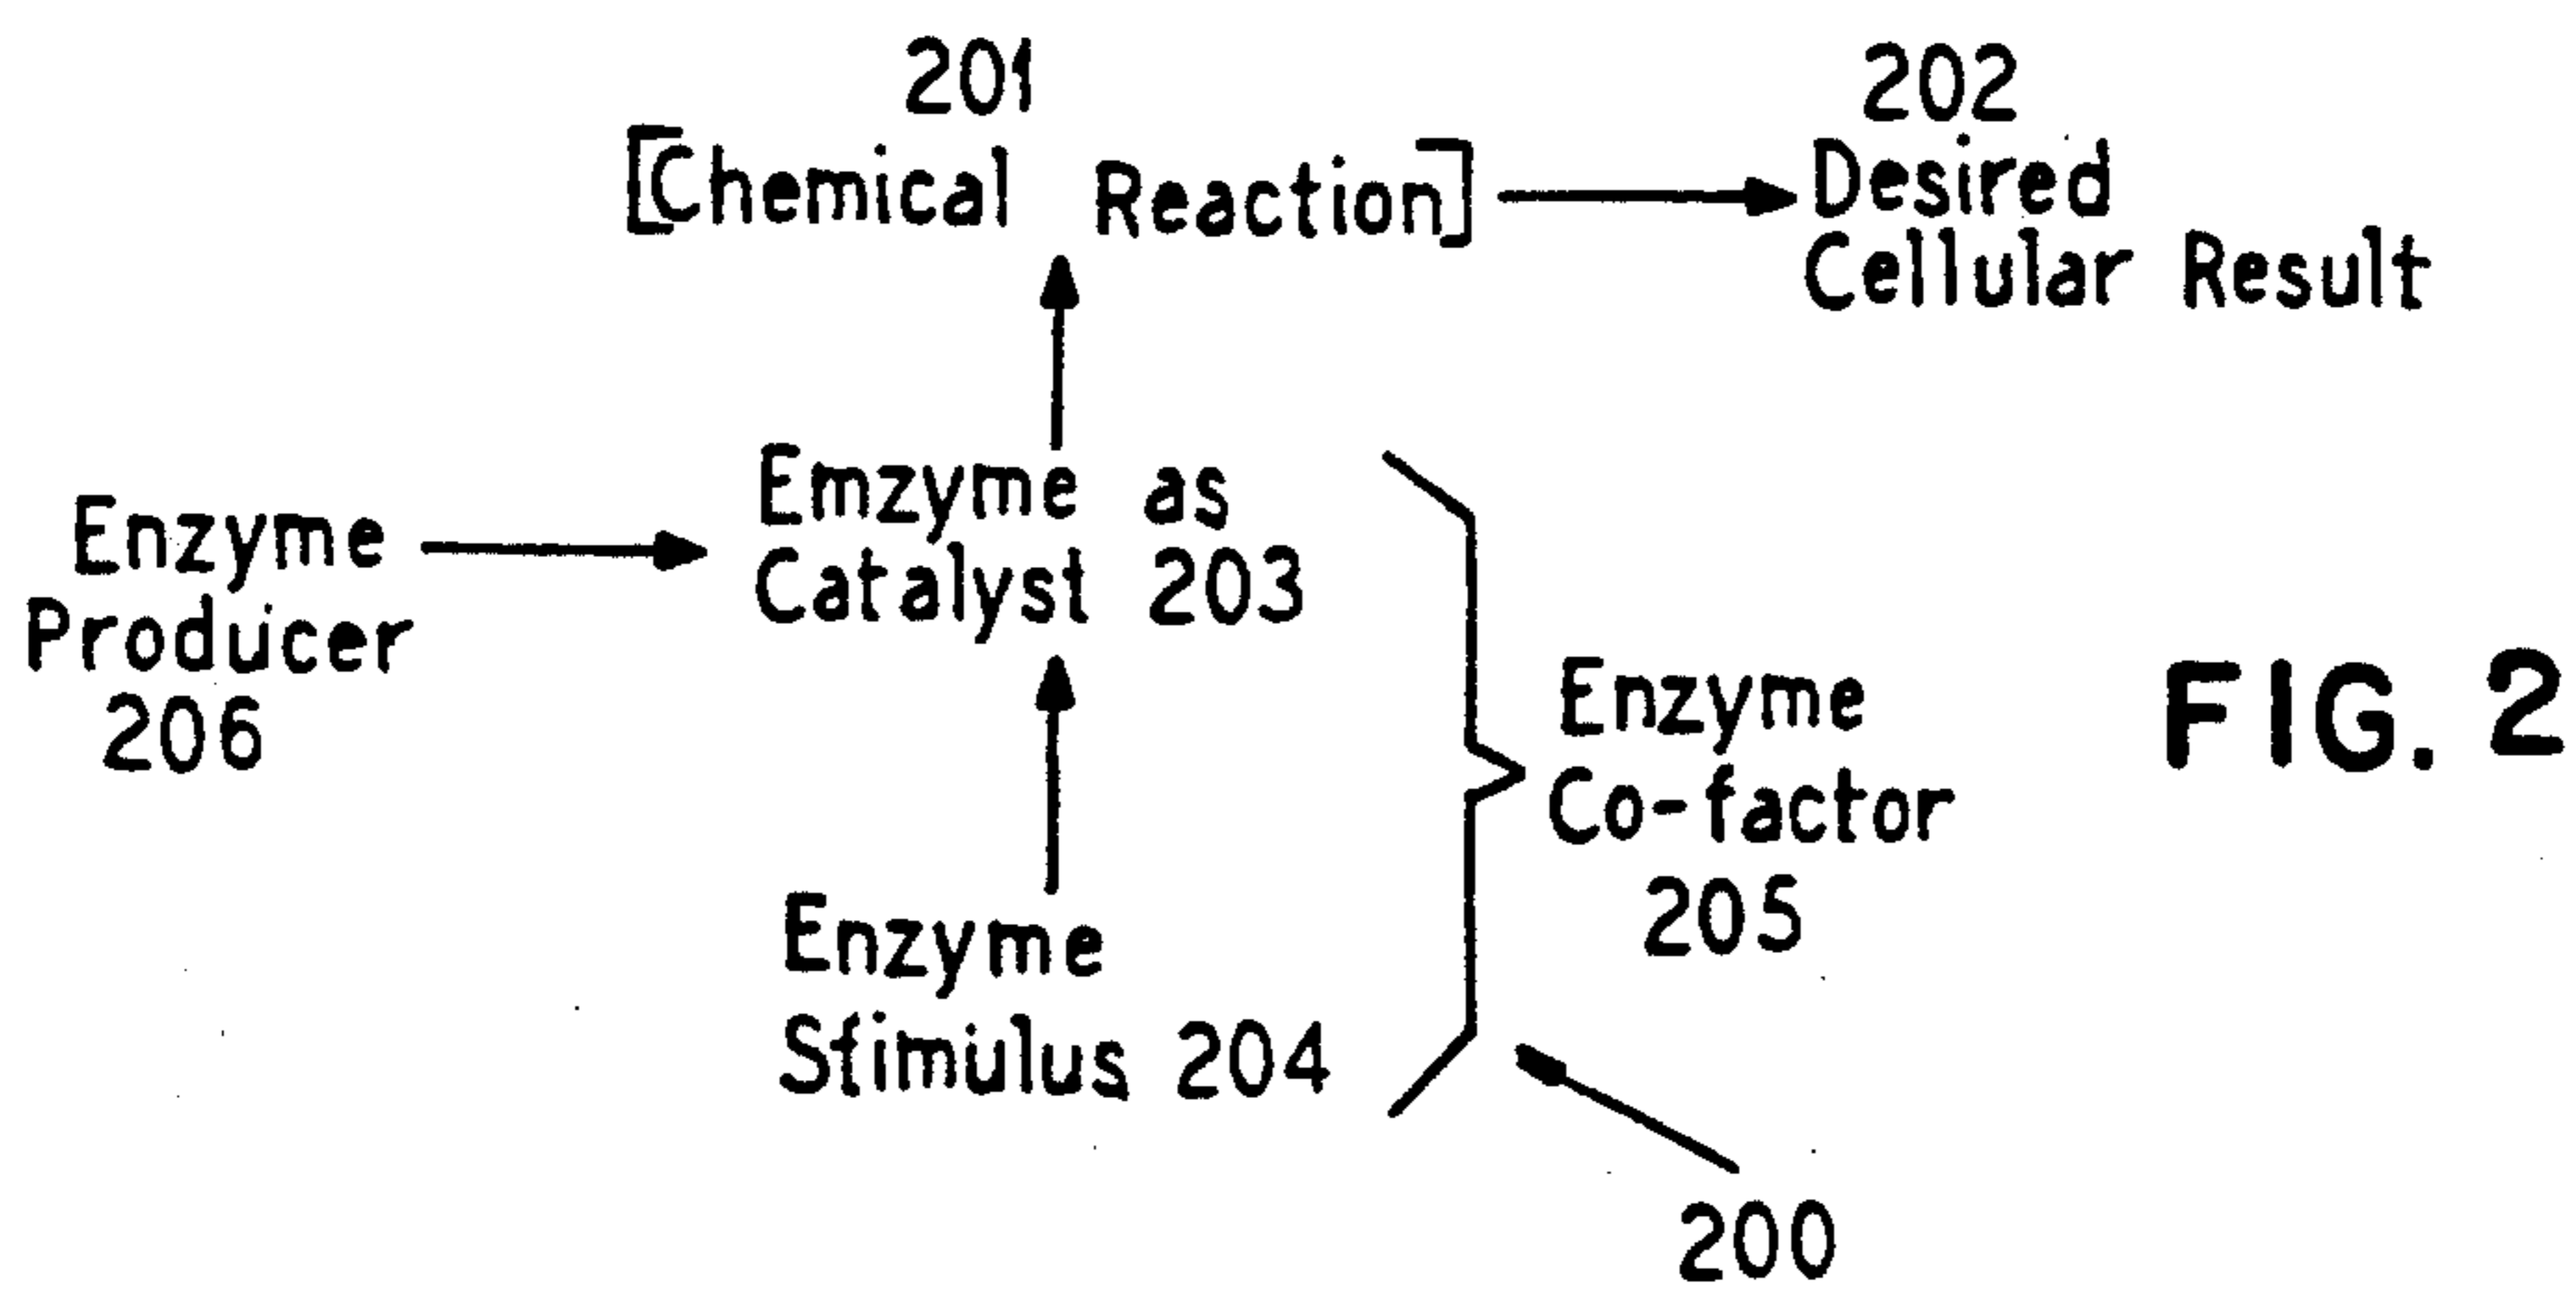 201
[Chemical Reaction]
202
Desired
Cellular Result
Enzyme
Producer
206
Emzyme as
Catalyst 203
Enzyme
Stimulus 204
Enzyme
Co-factor
205
200
FIG. 2